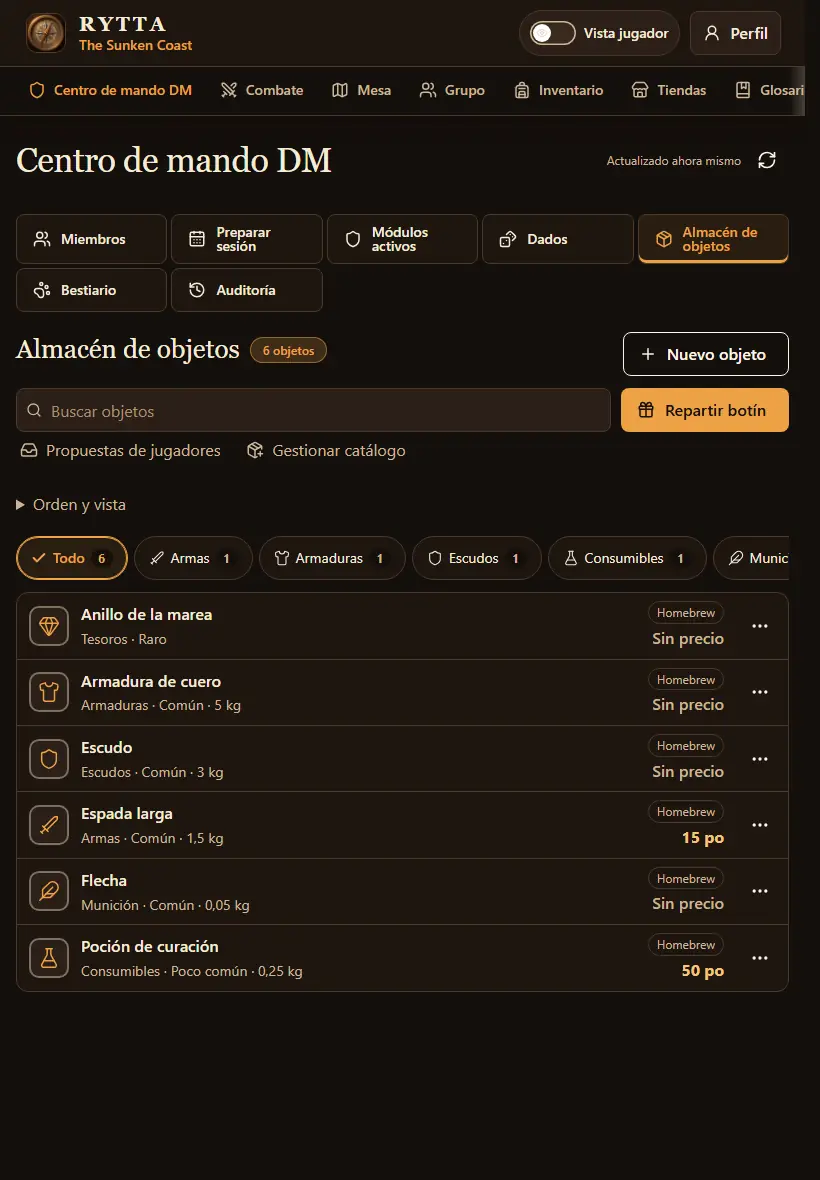 RYTTA
The Sunken Coast
Vista jugador
Perfil
Centro de mando DM
Combate
Mesa
Grupo
Inventario
Tiendas
Glosari
Centro de mando DM
Actualizado ahora mismo
Miembros
Preparar
sesión
Módulos
activos
Dados
Almacén de
objetos
Bestiario
Auditoría
Almacén de objetos
6 objetos
Nuevo objeto
Buscar objetos
Repartir botín
Propuestas de jugadores
Gestionar catálogo
Orden y vista
Todo 6
Armas 1
Armaduras 1
Escudos 1
Consumibles 1
Munic
Anillo de la marea
Homebrew
Tesoros · Raro
Sin precio
Armadura de cuero
Homebrew
Armaduras · Común · 5 kg
Sin precio
Escudo
Homebrew
Escudos · Común · 3 kg
Sin precio
Espada larga
Homebrew
Armas · Común · 1,5 kg
15 po
Flecha
Homebrew
Munición · Común · 0,05 kg
Sin precio
Poción de curación
Homebrew
Consumibles · Poco común · 0,25 kg
50 po